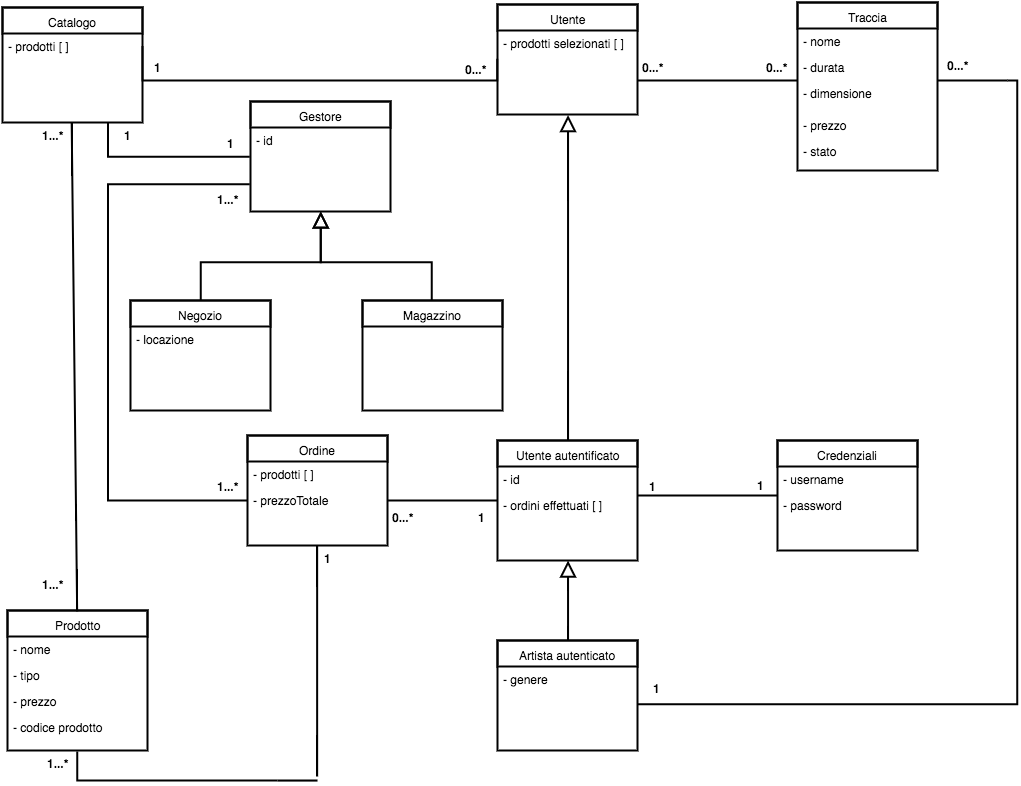 Catalogo
- prodotti [ ]
1
0...*
1...*
1
Utente
- prodotti selezionati [ ]
0...*
0...*
Traccia
- nome
- durata
- dimensione
- prezzo
- stato
0...*
Gestore
- id
1
1...*
Negozio
- locazione
Magazzino
Ordine
- prodotti [ ]
- prezzoTotale
1...*
0...*
1
1
Utente autentificato
- id
- ordini effettuati [ ]
1
1
Credenziali
- username
- password
1...*
Prodotto
- nome
- tipo
- prezzo
- codice prodotto
1...*
Artista autenticato
- genere
1